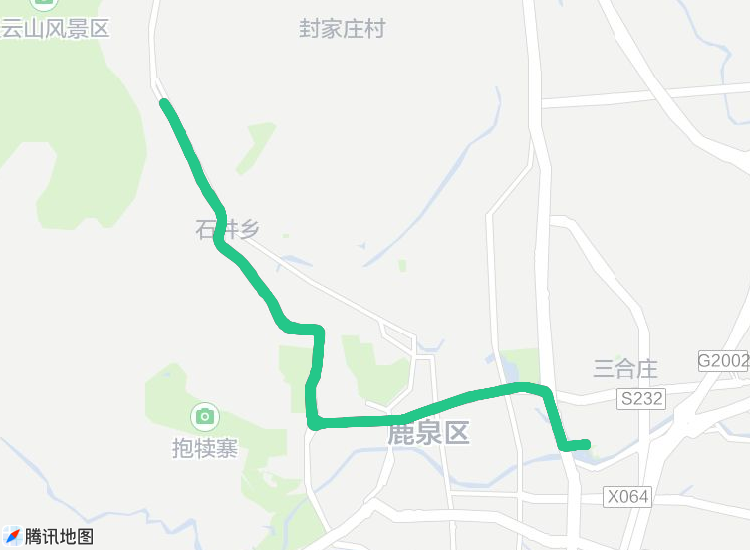 云山风景区
封家庄村
石井乡
三合庄
G2002
S232
抱犊寨
鹿泉区
X064
腾讯地图